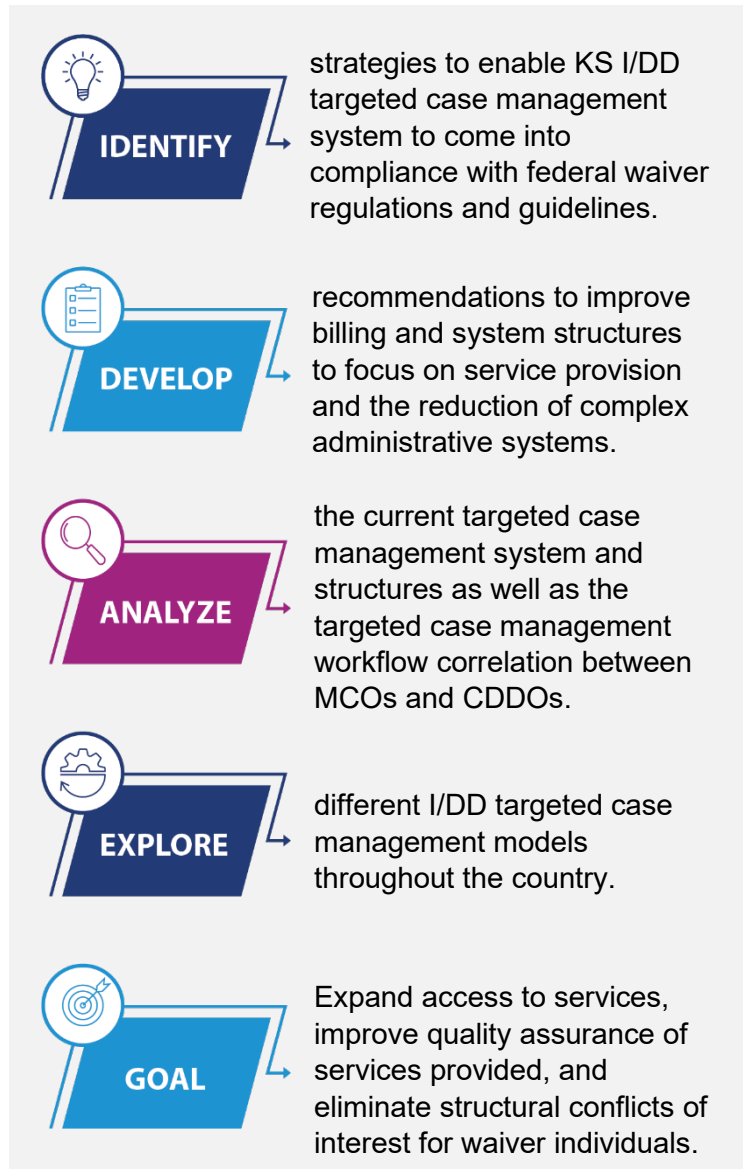 IDENTIFY
strategies to enable KS I/DD
targeted case management
system to come into
compliance with federal waiver
regulations and guidelines.
DEVELOP
recommendations to improve
billing and system structures
to focus on service provision
and the reduction of complex
administrative systems.
ANALYZE
the current targeted case
management system and
structures as well as the
targeted case management
workflow correlation between
MCOs and CDDOs.
EXPLORE
different I/DD targeted case
management models
throughout the country.
GOAL
Expand access to services,
improve quality assurance of
services provided, and
eliminate structural conflicts of
interest for waiver individuals.